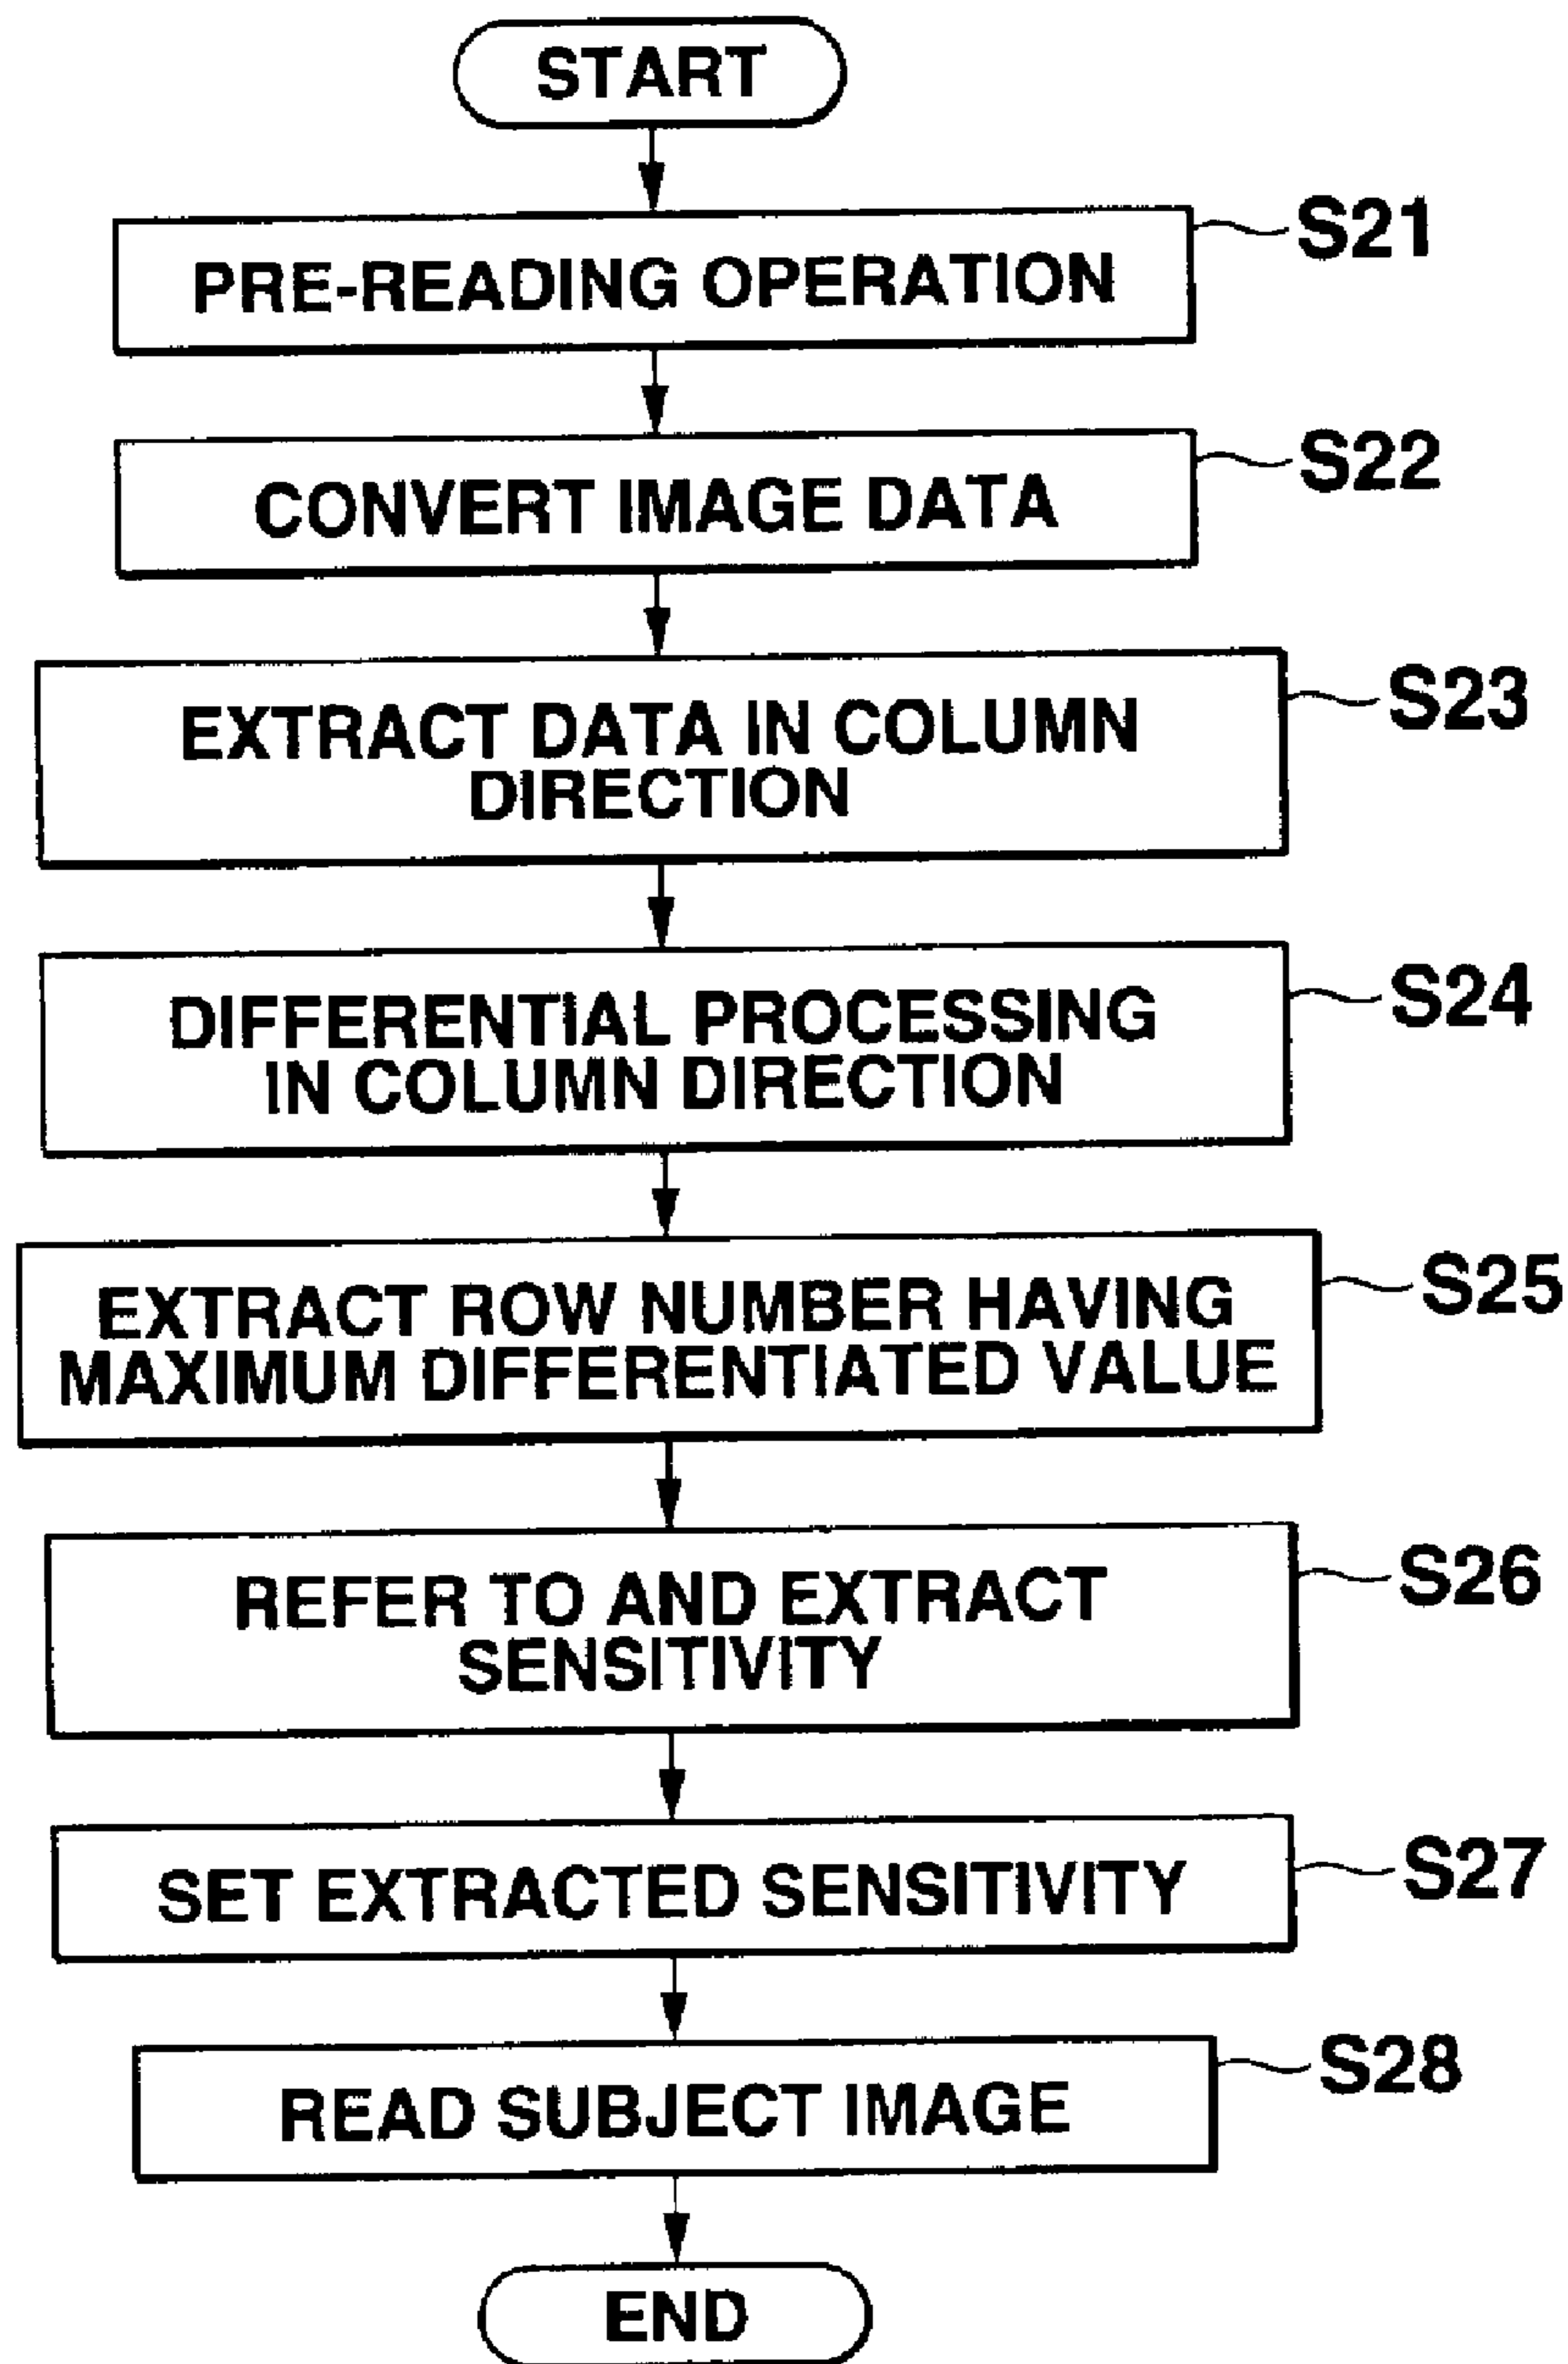 START
PRE-READING OPERATION
S21
CONVERT IMAGE DATA
S22
EXTRACT DATA IN COLUMN
DIRECTION
S23
DIFFERENTIAL PROCESSING
IN COLUMN DIRECTION
S24
EXTRACT ROW NUMBER HAVING
MAXIMUM DIFFERENTIATED VALUE
S25
REFER TO AND EXTRACT
SENSITIVITY
S26
SET EXTRACTED SENSITIVITY
S27
READ SUBJECT IMAGE
S28
END